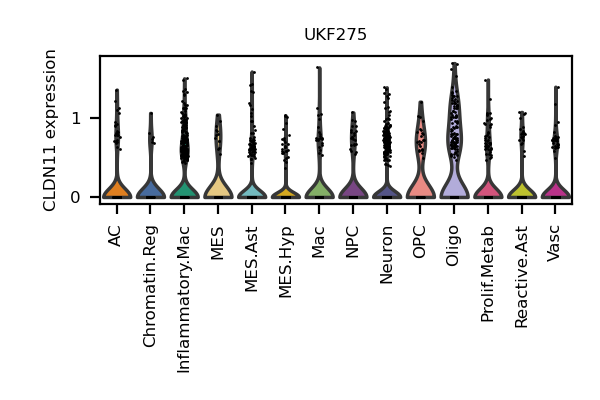 UKF275
CLDN11 expression
1
0
AC
Chromatin.Reg
Inflammatory.Mac
MES
MES.Ast
MES.Hyp
Mac
NPC
Neuron
OPC
Oligo
Prolif.Metab
Reactive.Ast
Vasc